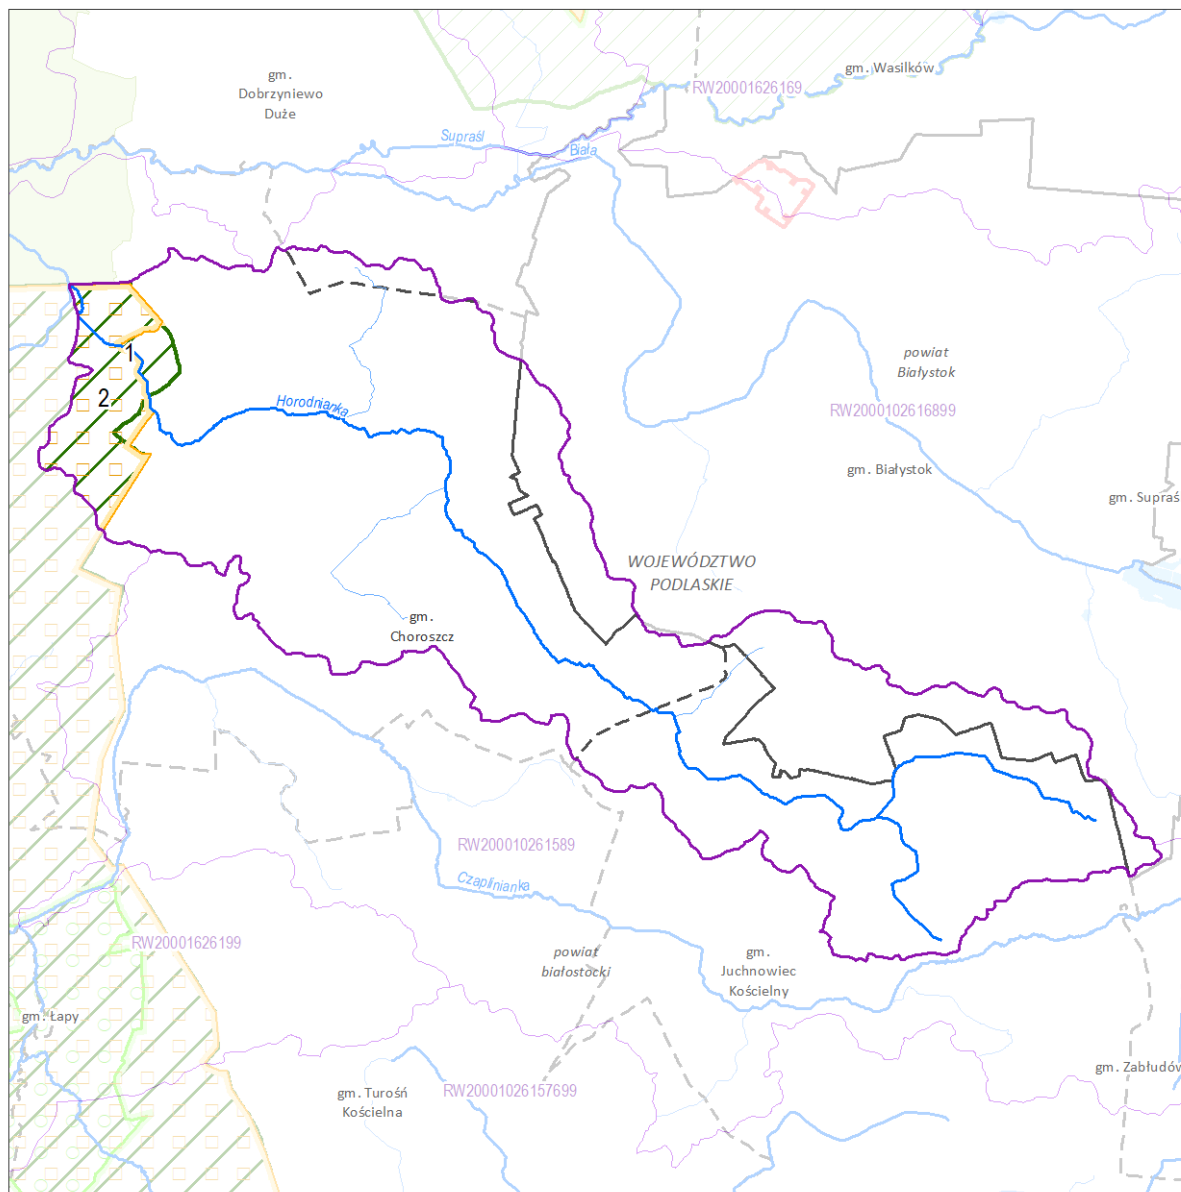 gm. Wasilków
gm.
Dobrzyniewo
Duże
RW20001626169
Supraśl
Biała
1
powiat
Białystok
2
Horodnianka
RW2000102616899
gm. Białystok
gm. Supraś
WOJEWÓDZTWO
PODLASKIE
gm.
Choroszcz
RW200010261589
Czaplinianka
RW20001626199
powiat
białostocki
gm.
Juchnowiec
Kościelny
gm. Łapy
gm. Zabłudów
gm. Turośń
Kościelna
RW20001026157699